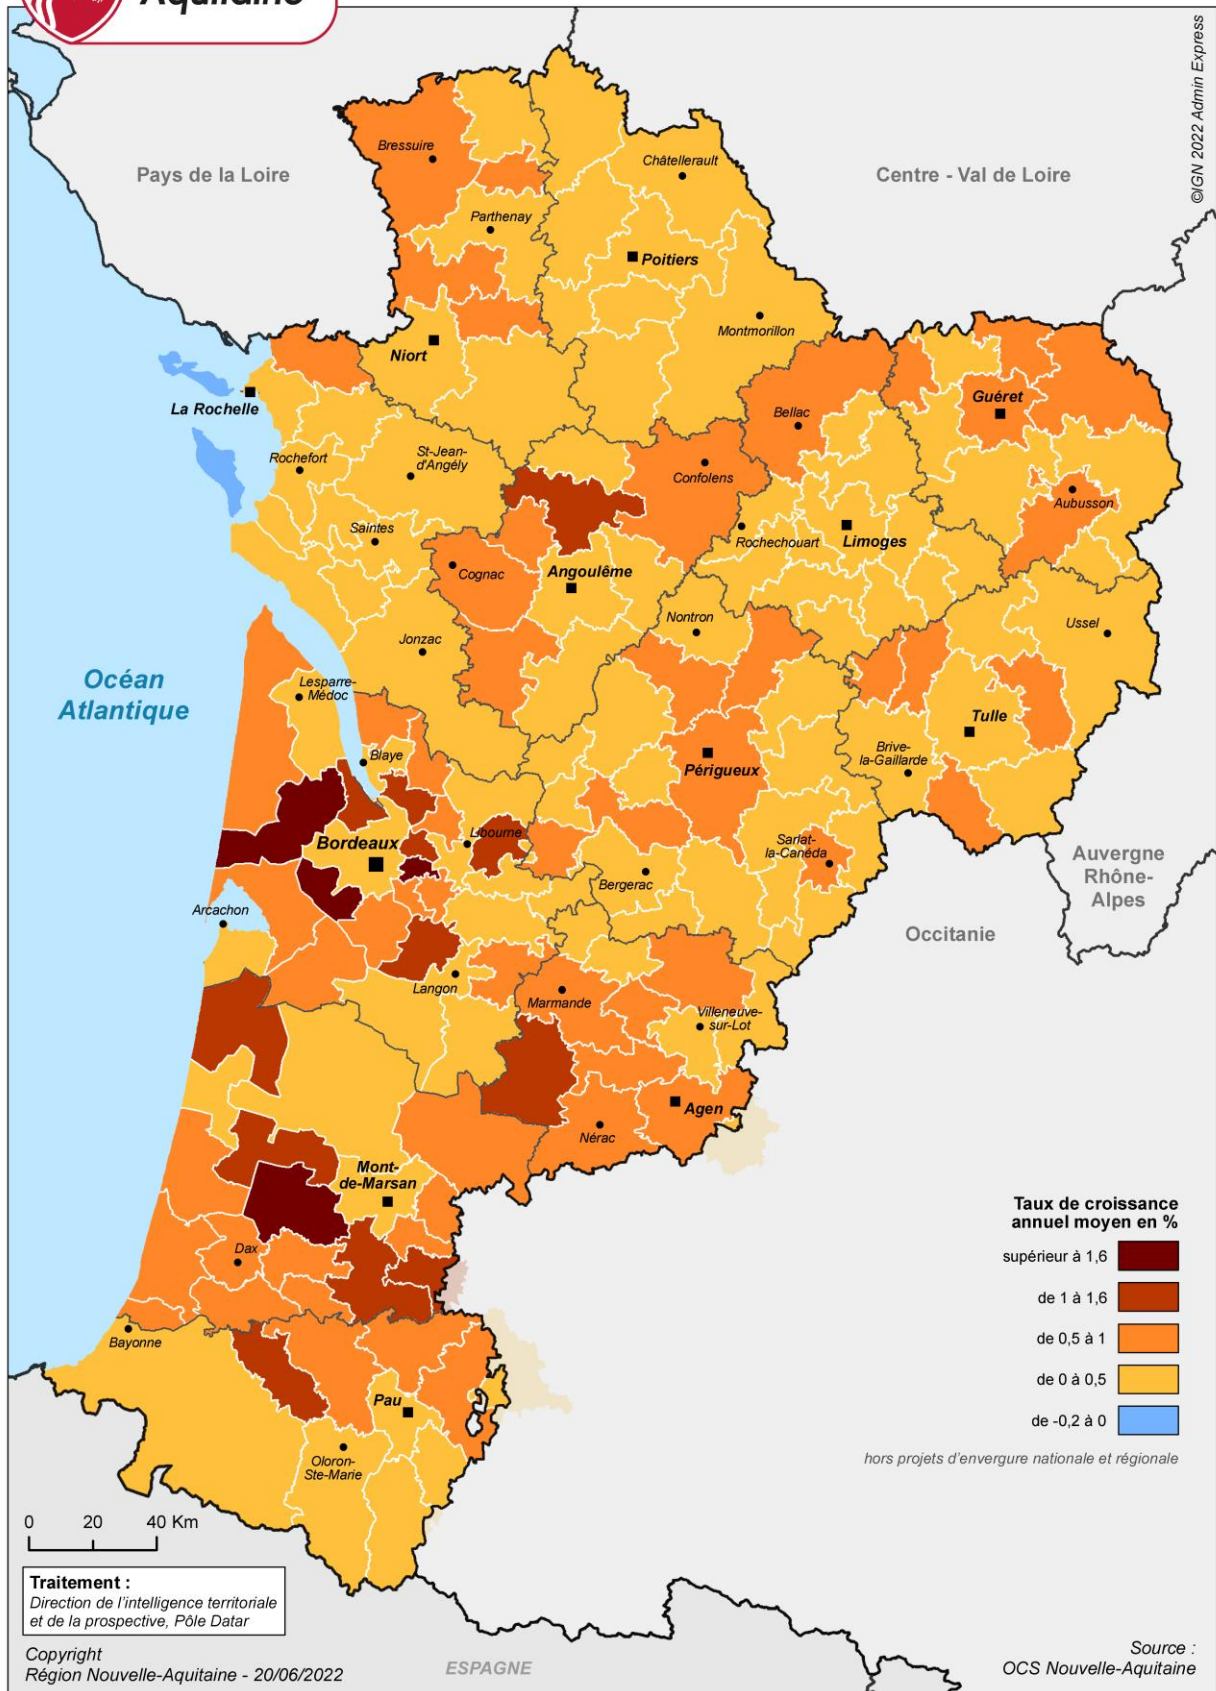 Aquitaine
©IGN 2022 Admin Express
Pays de la Loire
Centre - Val de Loire
Bressuire
Châtellerault
Parthenay
Poitiers
Montmorillon
Niort
La Rochelle
Guéret
Bellac
Rochefort
St-Jean-
d'Angély
Confolens
Aubusson
Saintes
Rochechouart
Limoges
Cognac
Angoulême
Nontron
Ussel
Jonzac
Océan
Atlantique
Lesparre-
Médoc
Tulle
Blaye
Périgueux
Brive-
la-Gaillarde
Bordeaux
Libourne
Sarlat-
la-Canéda
Auvergne
Rhône-
Alpes
Bergerac
Arcachon
Occitanie
Langon
Marmande
Villeneuve-
sur-Lot
Agen
Nérac
Mont-
de-Marsan
Dax
Bayonne
Pau
Oloron-
Ste-Marie
Taux de croissance
annuel moyen en %
supérieur à 1,6
de 1 à 1,6
de 0,5 à 1
de 0 à 0,5
de -0,2 à 0
hors projets d'envergure nationale et régionale
0 20 40 Km
Traitement :
Direction de l'intelligence territoriale
et de la prospective, Pôle Datar
Copyright
Région Nouvelle-Aquitaine - 20/06/2022
ESPAGNE
Source :
OCS Nouvelle-Aquitaine